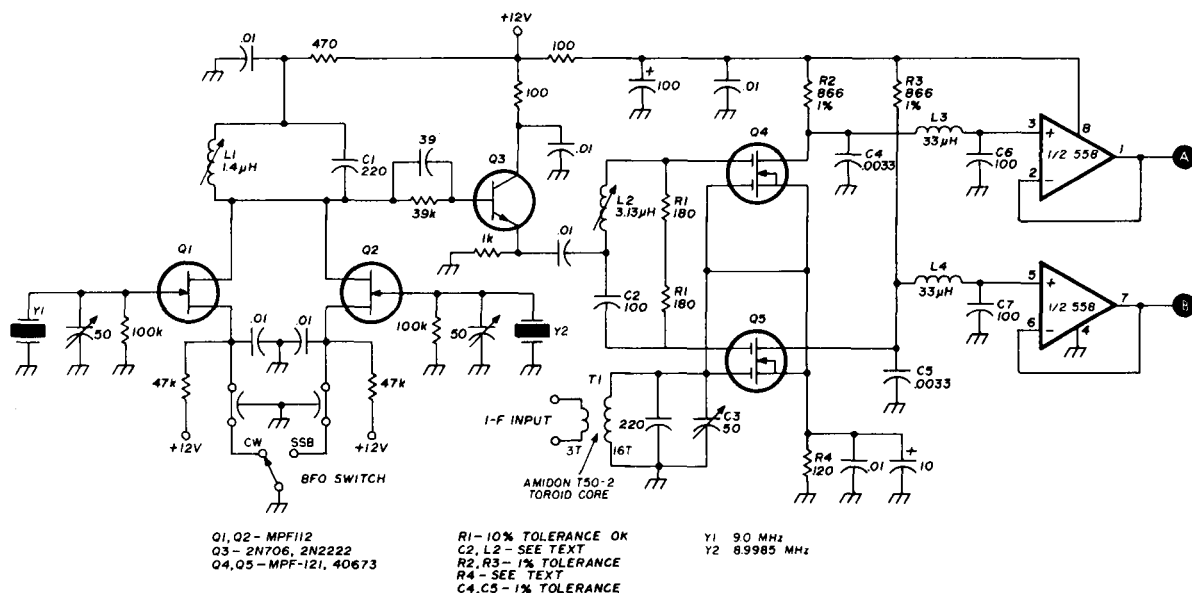 +12V
.01
470
100
100
+
100
.01
R2
866
1%
R3
866
1%
L1
1.4µH
C1
220
39
39k
Q3
.01
1k
.01
L2
3.13µH
R1
180
R1
180
C2
100
Q4
C4
.0033
L3
33µH
C6
100
3
+
2
−
1/2 558
8
1
A
Q1
Q2
Y1
50
100k
.01
.01
100k
50
Y2
47k
47k
+12V
+12V
CW
SSB
BFO SWITCH
Q5
L4
33µH
C7
100
5
+
6
−
1/2 558
4
7
B
C5
.0033
T1
I-F INPUT
3T
16T
220
C3
50
AMIDON T50-2
TOROID CORE
R4
120
.01
+
10
Q1, Q2 - MPF112
Q3 - 2N706, 2N2222
Q4, Q5 - MPF-121, 40673
R1 - 10% TOLERANCE OK
C2, L2 - SEE TEXT
R2, R3 - 1% TOLERANCE
R4 - SEE TEXT
C4, C5 - 1% TOLERANCE
Y1 9.0 MHz
Y2 8.9985 MHz